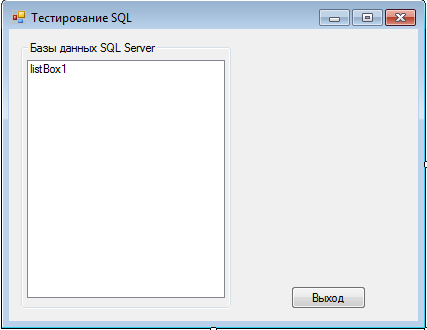 Тестирование SQL
Базы данных SQL Server
listBox1
Выход